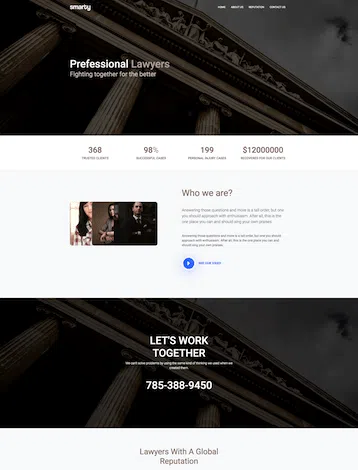 smarty
HOME ABOUT US REPUTATION CONTACT US
Professional Lawyers
Fighting together for the better
368 98% 199 $12000000
TRUSTED CLIENTS SUCCESSFUL CASES PERSONAL INJURY CASES RECOVERED FOR OUR CLIENTS
Who we are?
Answering those questions and more is a tall order, but one
you should approach with enthusiasm. After all, this is the
one place you can and should sing your own praises
Answering those questions and more is a tall order, but one you should
approach with enthusiasm. After all, this is the one place you can and
should sing your own praises
SEE OUR VIDEO
LET'S WORK
TOGETHER
We can't solve problems by using the same kind of thinking we used when we
created them.
785-388-9450
Lawyers With A Global
Reputation